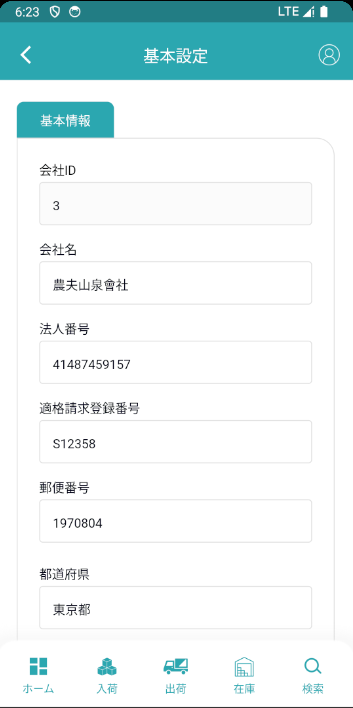 6:23
LTE
基本設定
基本情報
会社ID
3
会社名
農夫山泉會社
法人番号
41487459157
適格請求登録番号
S12358
郵便番号
1970804
都道府県
東京都
ホーム 入荷 出荷 在庫 検索